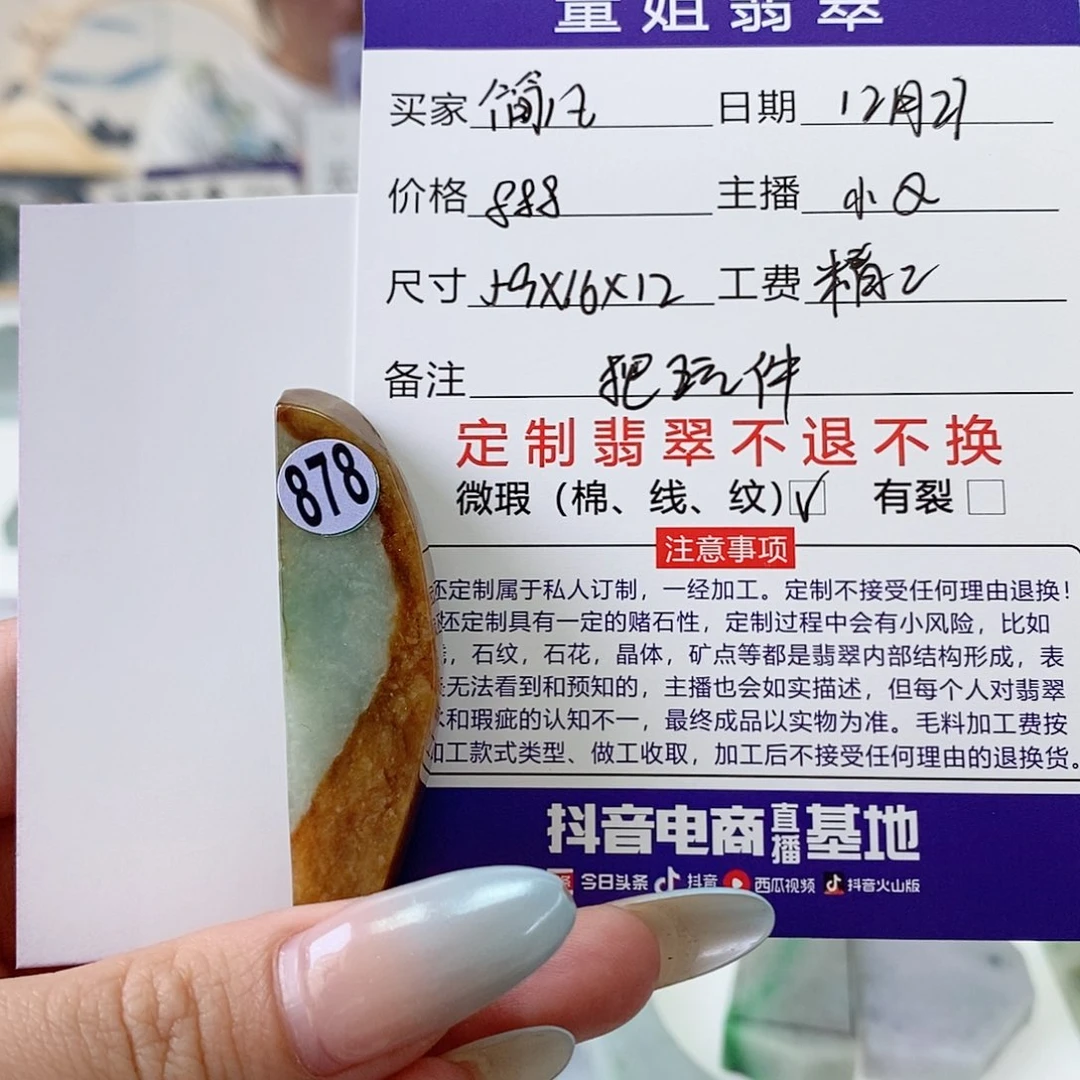 童姐翡翠
买家 简 日期 12月21
价格 888 主播 小Q
尺寸 59X16X12 工费 精工
备注 把玩件
定制翡翠不退不换
微瑕（棉、线、纹）✓ 有裂
878
注意事项
定制属于私人订制，一经加工。定制不接受任何理由退换！
定制具有一定的赌石性，定制过程中会有小风险，比如
，石纹，石花，晶体，矿点等都是翡翠内部结构形成，表
无法看到和预知的，主播也会如实描述，但每个人对翡翠
和瑕疵的认知不一，最终成品以实物为准。毛料加工费按
加工款式类型、做工收取，加工后不接受任何理由的退换货。
抖音电商直播基地
今日头条 抖音 西瓜视频 抖音火山版